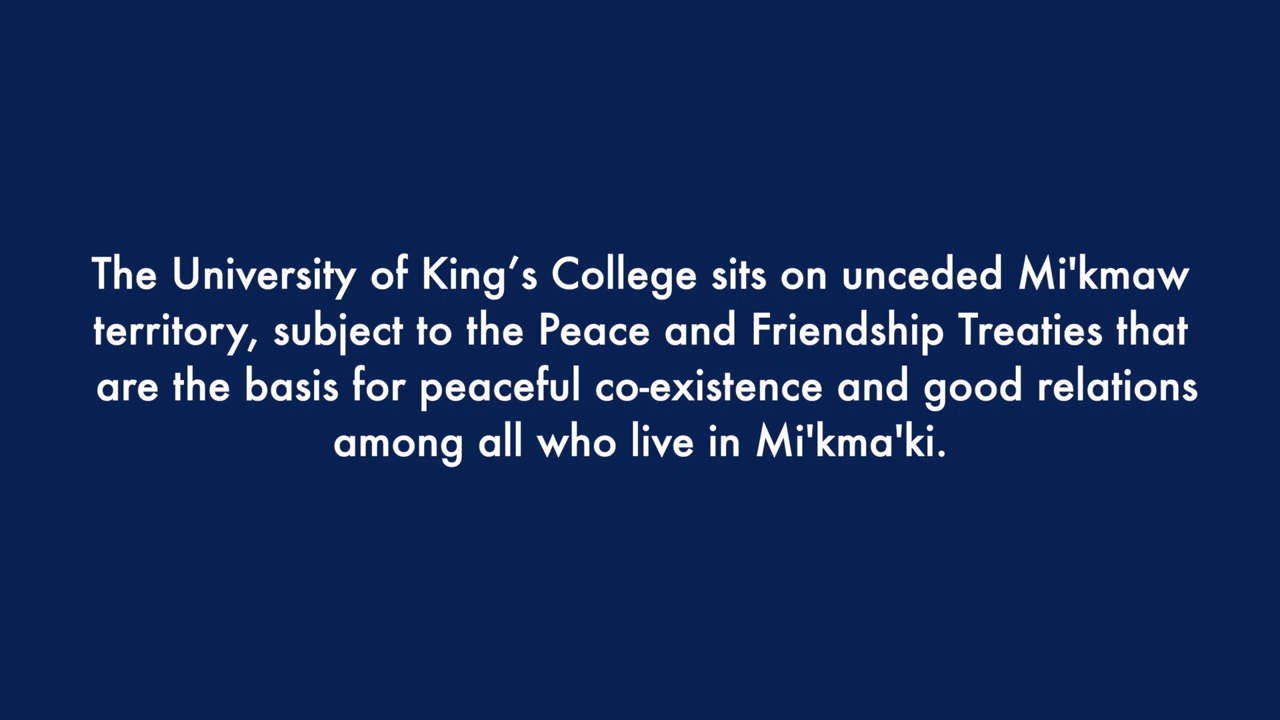 The University of King’s College sits on unceded Mi'kmaw
territory, subject to the Peace and Friendship Treaties that
are the basis for peaceful co-existence and good relations
among all who live in Mi'kma'ki.